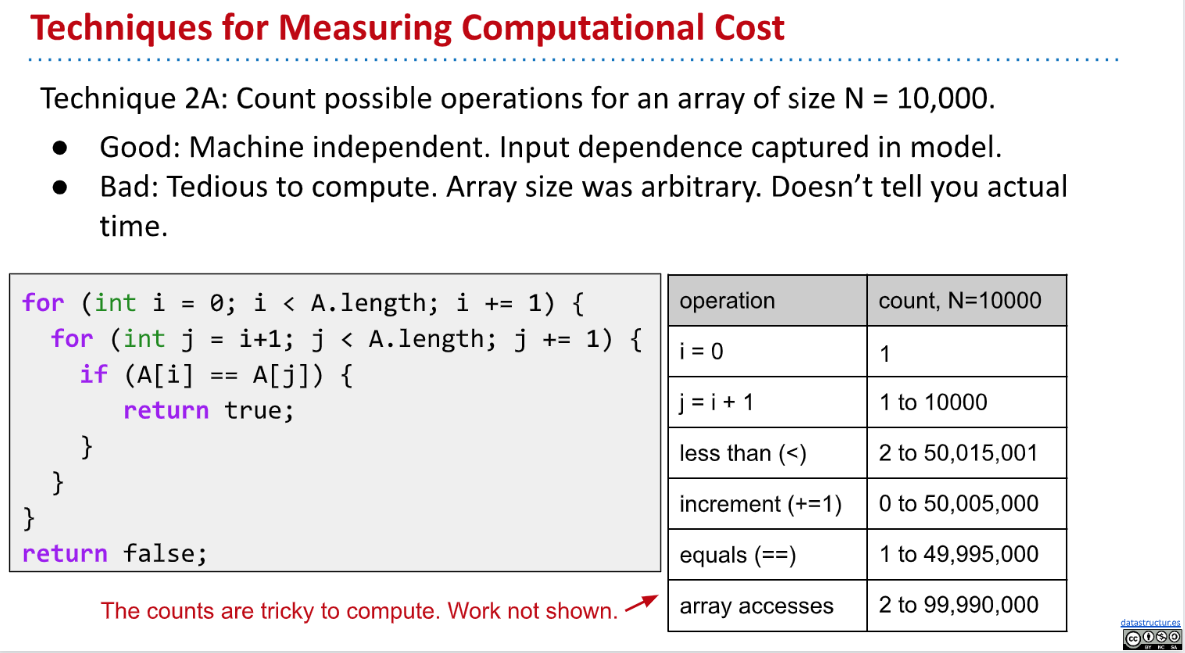 Techniques for Measuring Computational Cost
Technique 2A: Count possible operations for an array of size N = 10,000.
● Good: Machine independent. Input dependence captured in model.
● Bad: Tedious to compute. Array size was arbitrary. Doesn’t tell you actual
time.
for (int i = 0; i < A.length; i += 1) {
  for (int j = i+1; j < A.length; j += 1) {
    if (A[i] == A[j]) {
       return true;
    }
  }
}
return false;
The counts are tricky to compute. Work not shown.
operation count, N=10000
i = 0 1
j = i + 1 1 to 10000
less than (<) 2 to 50,015,001
increment (+=1) 0 to 50,005,000
equals (==) 1 to 49,995,000
array accesses 2 to 99,990,000
datastructur.es
cc
BY NC SA